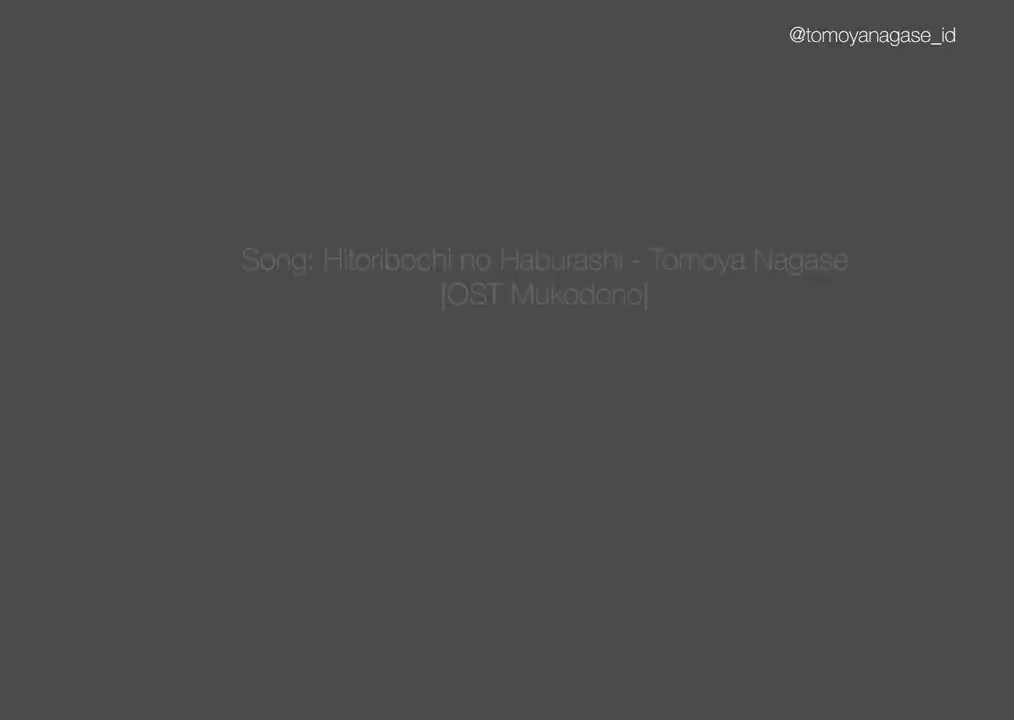 @tomoyanagase_id
Song: Hitoribochi no Haburashi - Tomoya Nagase
[OST Mukodono]